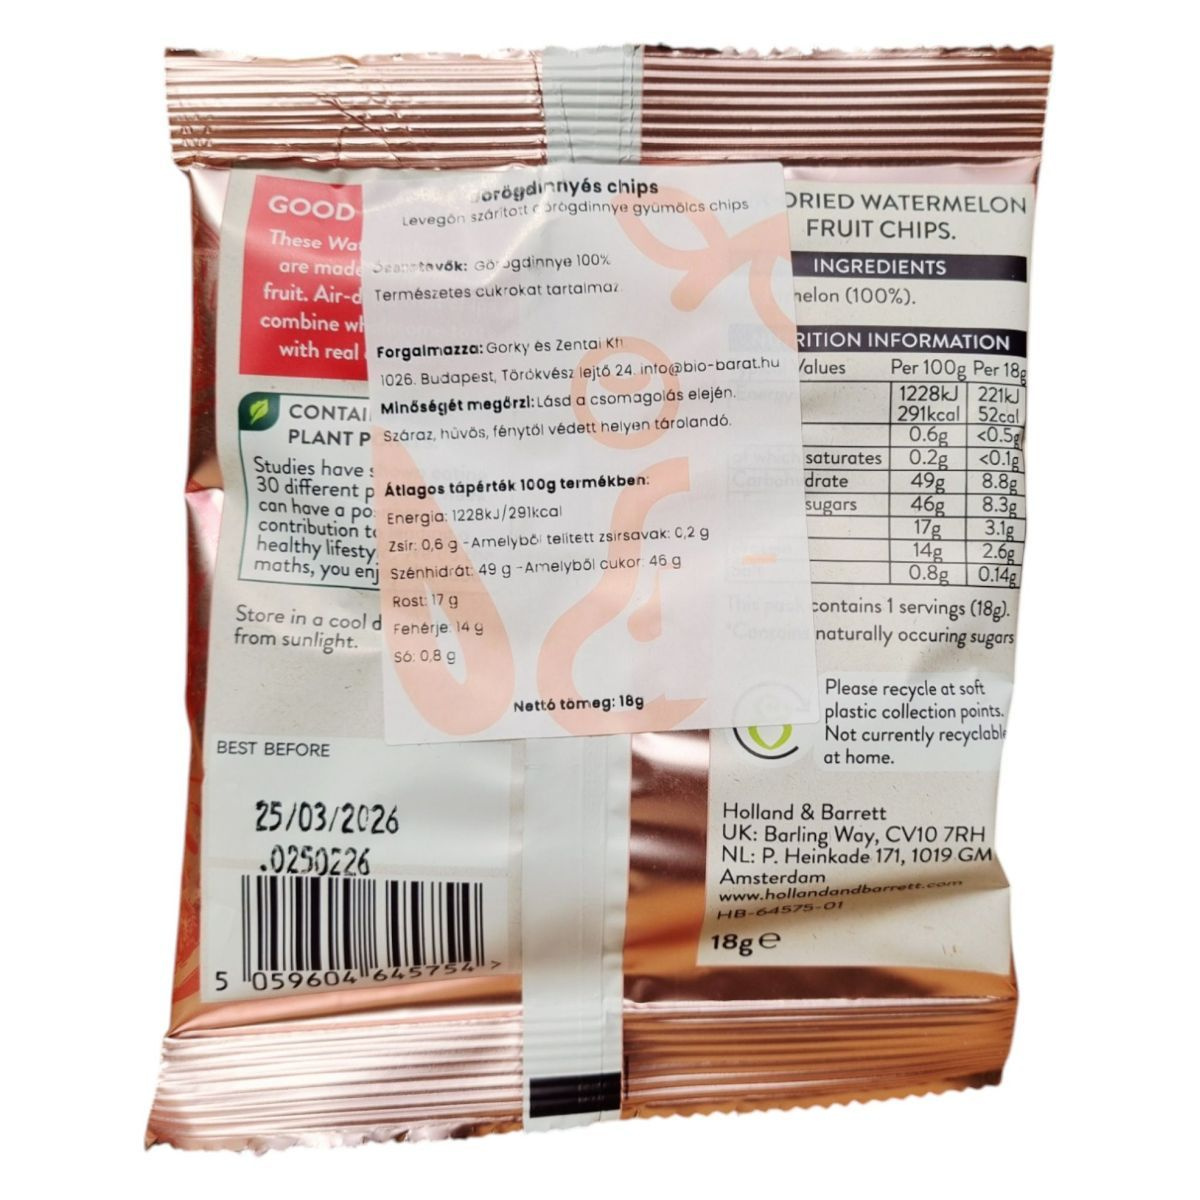 GOOD
These Wat
are made
fruit. Air-d
combine wh
with real
CONTAI
PLANT P
Studies have s
30 different p
can have a po
contribution to
healthy lifesty
maths, you enj
Store in a cool d
from sunlight.
BEST BEFORE
25/03/2026
5 059604 645754 >
Görögdinnyés chips
Levegőn szárított görögdinnye gyümölcs chips
Összetevők: Görögdinnye 100%
Természetes cukrokat tartalmaz
Forgalmazza: Gorky és Zentai Kft.
1026. Budapest, Törökvész lejtő 24. info@bio-barat.hu
Minőségét megőrzi: Lásd a csomagolás elején.
Száraz, hűvös, fénytől védett helyen tárolandó.
Átlagos tápérték 100g termékben:
Energia: 1228kJ/291kcal
Zsír: 0,6 g -Amelyből telített zsírsavak: 0,2 g
Szénhidrát: 49 g -Amelyből cukor: 46 g
Rost: 17 g
Fehérje: 14 g
Só: 0,8 g
Nettó tömeg: 18g
DRIED WATERMELON
FRUIT CHIPS.
INGREDIENTS
melon (100%).
NUTRITION INFORMATION
Values Per 100g Per 18g
Energy 1228kJ 221kJ
291kcal 52cal
0.6g <0.5g
of which saturates 0.2g <0.1g
Carbohydrate 49g 8.8g
sugars 46g 8.3g
17g 3.1g
14g 2.6g
Salt 0.8g 0.14g
This pack contains 1 servings (18g).
*Contains naturally occuring sugars
Please recycle at soft
plastic collection points.
Not currently recyclable
at home.
Holland & Barrett
UK: Barling Way, CV10 7RH
NL: P. Heinkade 171, 1019 GM
Amsterdam
www.hollandandbarrett.com
HB-64575-01
18g e